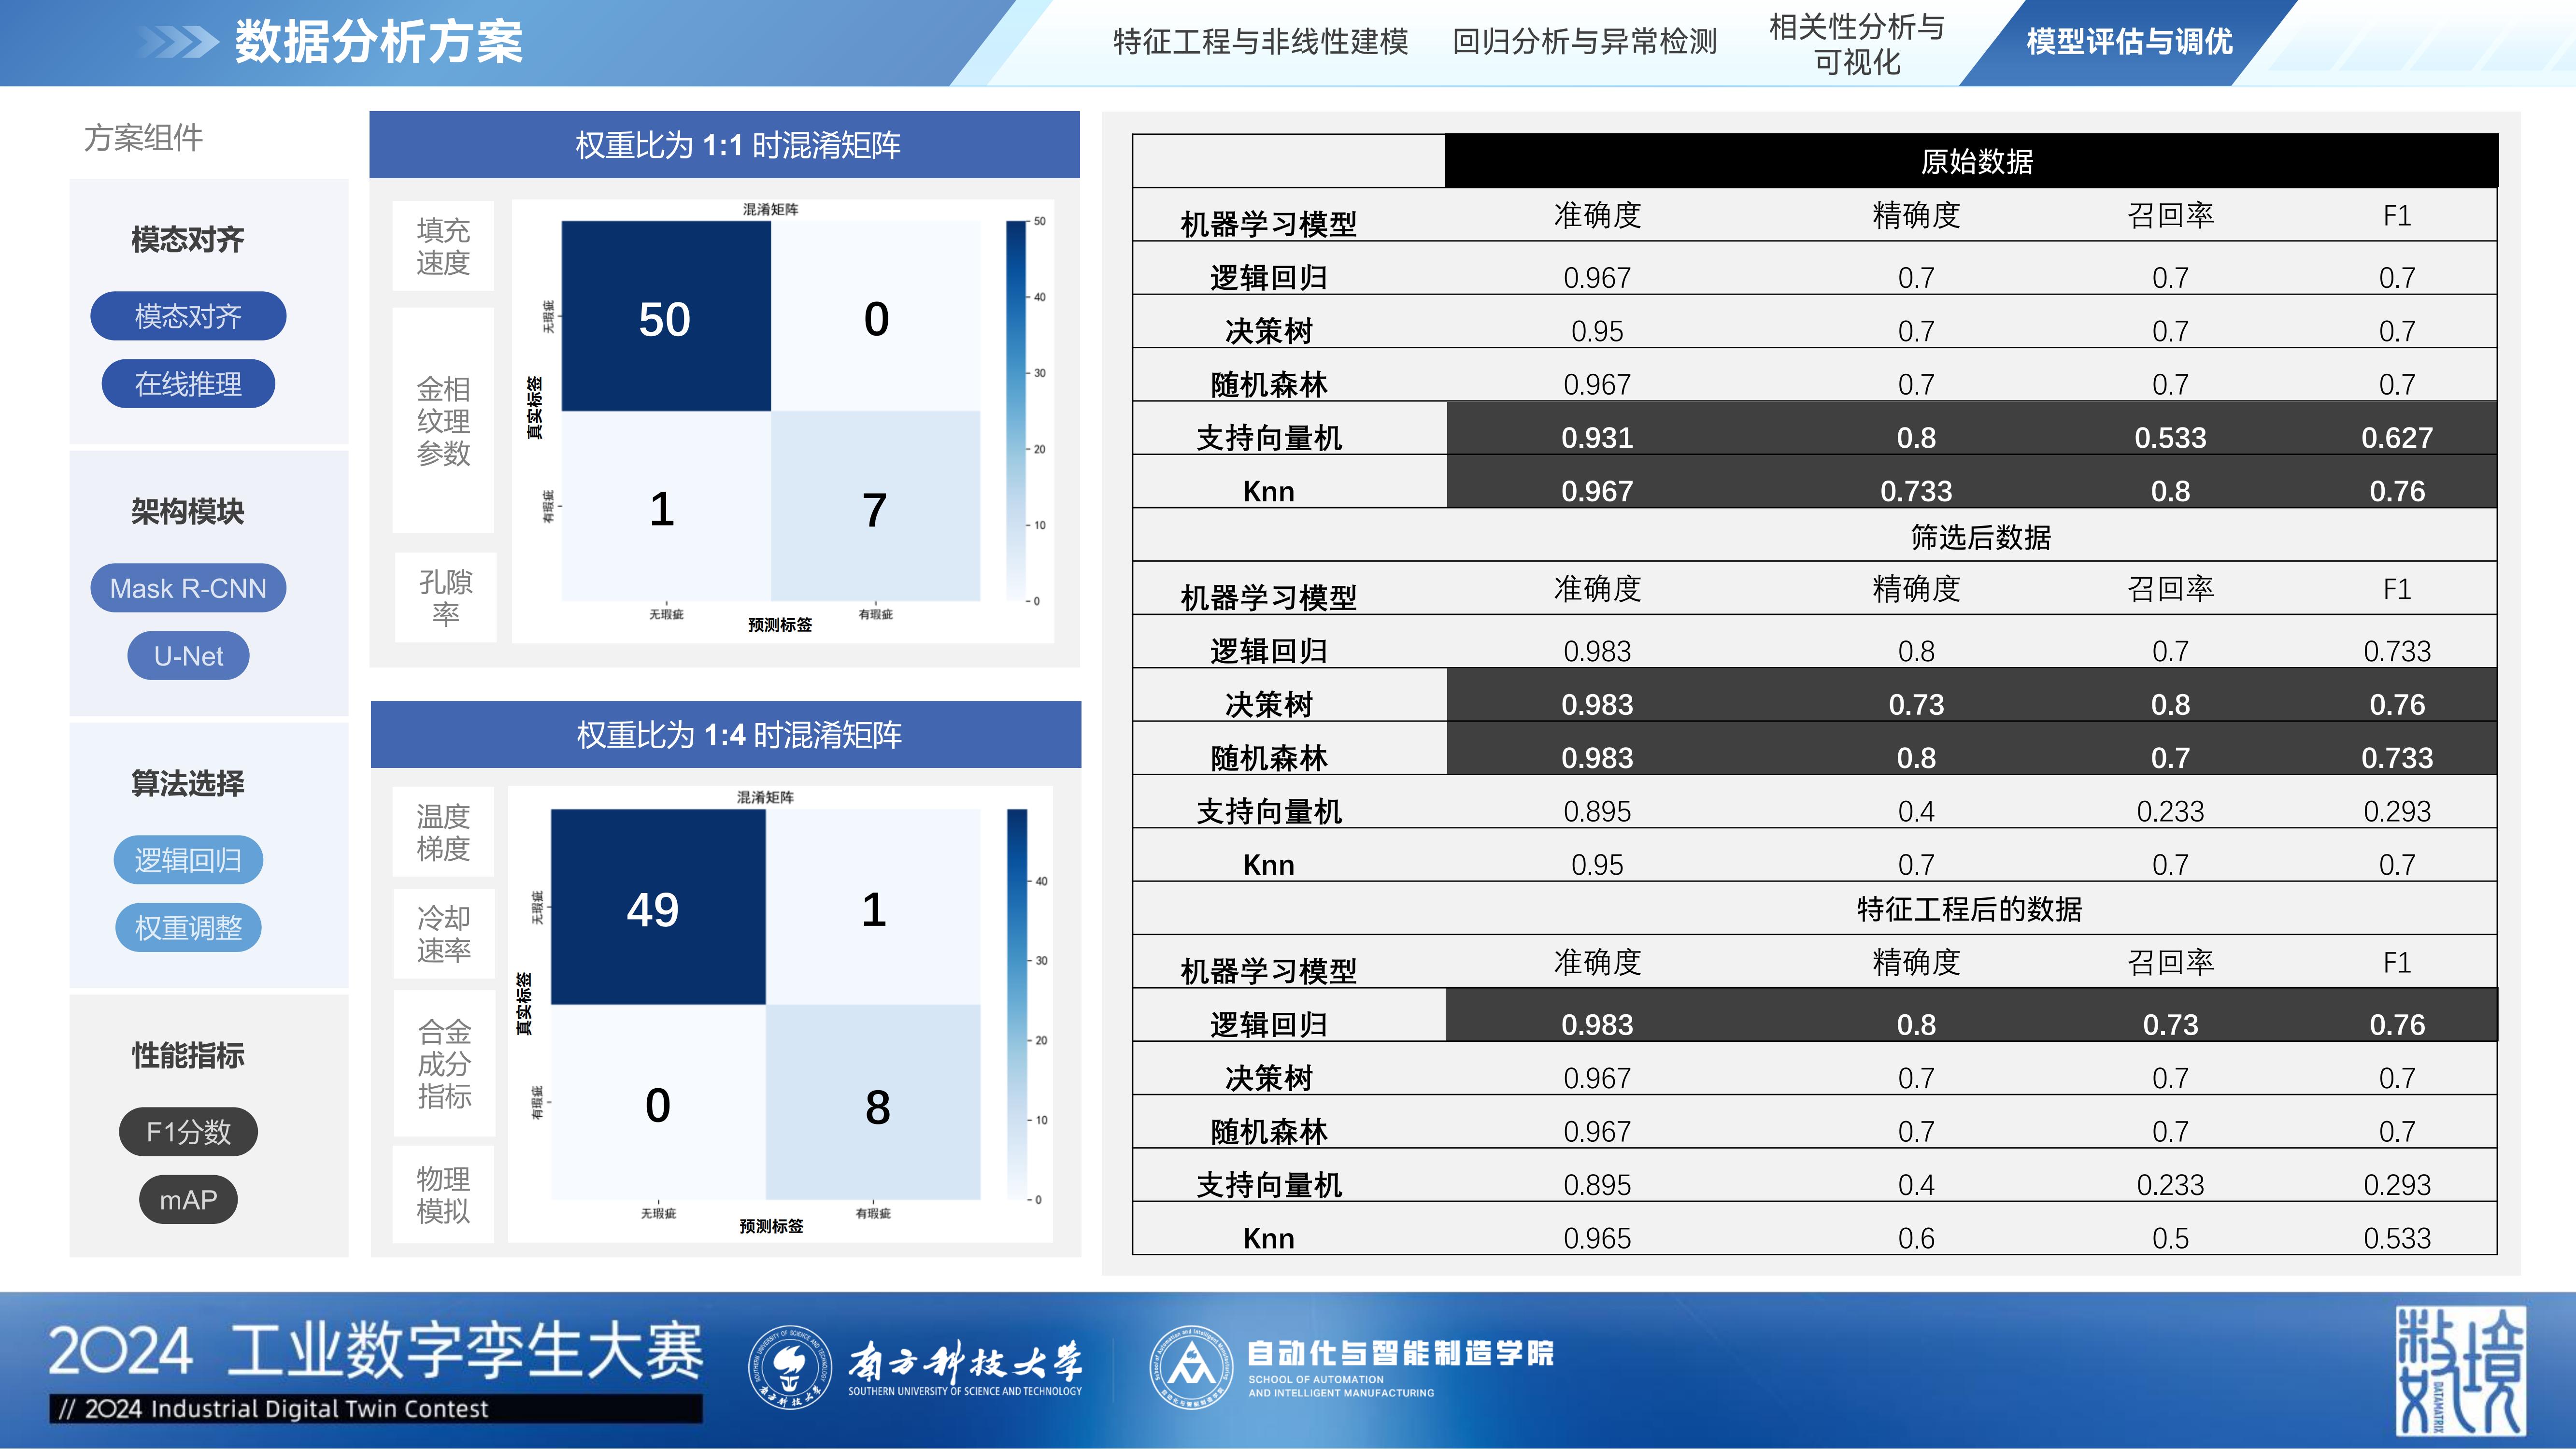 数据分析方案
特征工程与非线性建模
回归分析与异常检测
相关性分析与
可视化
模型评估与调优
方案组件
模态对齐
模态对齐
在线推理
架构模块
Mask R-CNN
U-Net
算法选择
逻辑回归
权重调整
性能指标
F1分数
mAP
权重比为 1:1 时混淆矩阵
填充
速度
金相
纹理
参数
孔隙
率
混淆矩阵
真实标签
无瑕疵
有瑕疵
50
0
1
7
无瑕疵
有瑕疵
预测标签
50
40
30
20
10
0
权重比为 1:4 时混淆矩阵
温度
梯度
冷却
速率
合金
成分
指标
物理
模拟
混淆矩阵
真实标签
无瑕疵
有瑕疵
49
1
0
8
无瑕疵
有瑕疵
预测标签
40
30
20
10
0
原始数据
机器学习模型 准确度 精确度 召回率 F1
逻辑回归 0.967 0.7 0.7 0.7
决策树 0.95 0.7 0.7 0.7
随机森林 0.967 0.7 0.7 0.7
支持向量机 0.931 0.8 0.533 0.627
Knn 0.967 0.733 0.8 0.76
筛选后数据
机器学习模型 准确度 精确度 召回率 F1
逻辑回归 0.983 0.8 0.7 0.733
决策树 0.983 0.73 0.8 0.76
随机森林 0.983 0.8 0.7 0.733
支持向量机 0.895 0.4 0.233 0.293
Knn 0.95 0.7 0.7 0.7
特征工程后的数据
机器学习模型 准确度 精确度 召回率 F1
逻辑回归 0.983 0.8 0.73 0.76
决策树 0.967 0.7 0.7 0.7
随机森林 0.967 0.7 0.7 0.7
支持向量机 0.895 0.4 0.233 0.293
Knn 0.965 0.6 0.5 0.533
2024 工业数字孪生大赛
// 2024 Industrial Digital Twin Contest
南方科技大学
SOUTHERN UNIVERSITY OF SCIENCE AND TECHNOLOGY
自动化与智能制造学院
SCHOOL OF AUTOMATION
AND INTELLIGENT MANUFACTURING
数境
DATAMATRIX